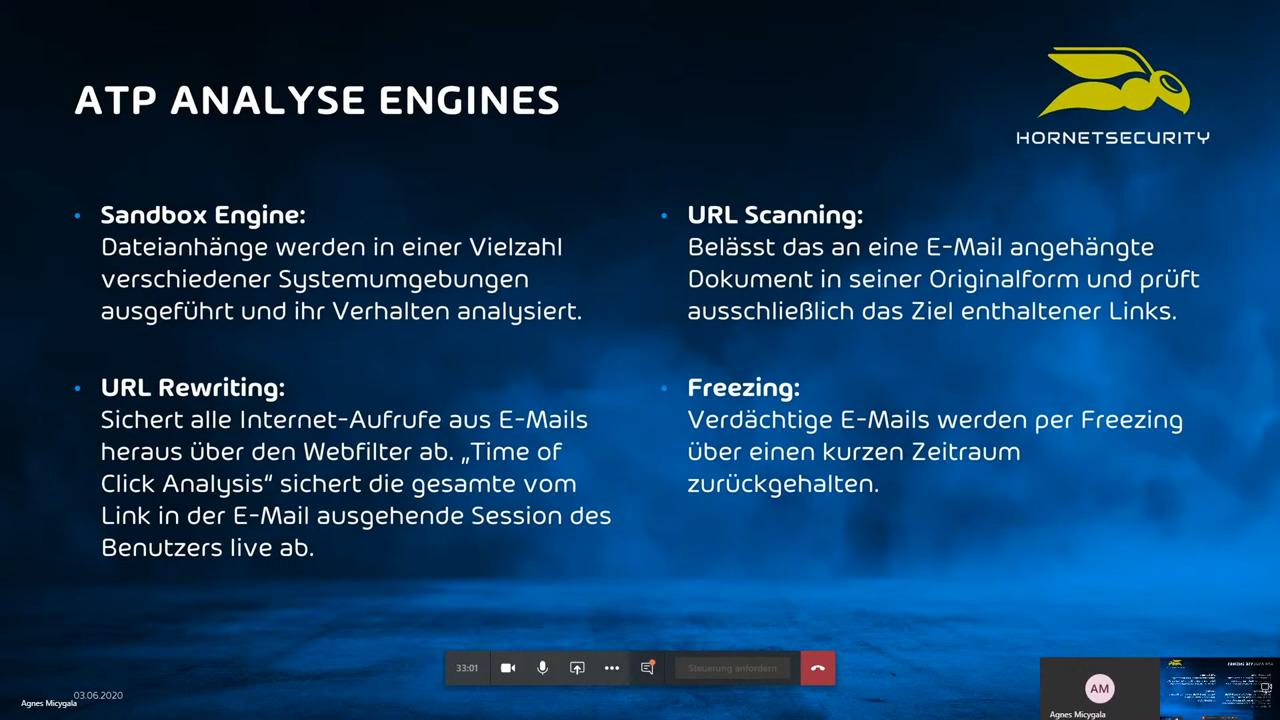 ATP ANALYSE ENGINES
HORNETSECURITY
• Sandbox Engine:
Dateianhänge werden in einer Vielzahl
verschiedener Systemumgebungen
ausgeführt und ihr Verhalten analysiert.
• URL Rewriting:
Sichert alle Internet-Aufrufe aus E-Mails
heraus über den Webfilter ab. „Time of
Click Analysis“ sichert die gesamte vom
Link in der E-Mail ausgehende Session des
Benutzers live ab.
• URL Scanning:
Belässt das an eine E-Mail angehängte
Dokument in seiner Originalform und prüft
ausschließlich das Ziel enthaltener Links.
• Freezing:
Verdächtige E-Mails werden per Freezing
über einen kurzen Zeitraum
zurückgehalten.
33:01
Steuerung anfordern
03.06.2020
Agnes Micygala
AM
Agnes Micygala